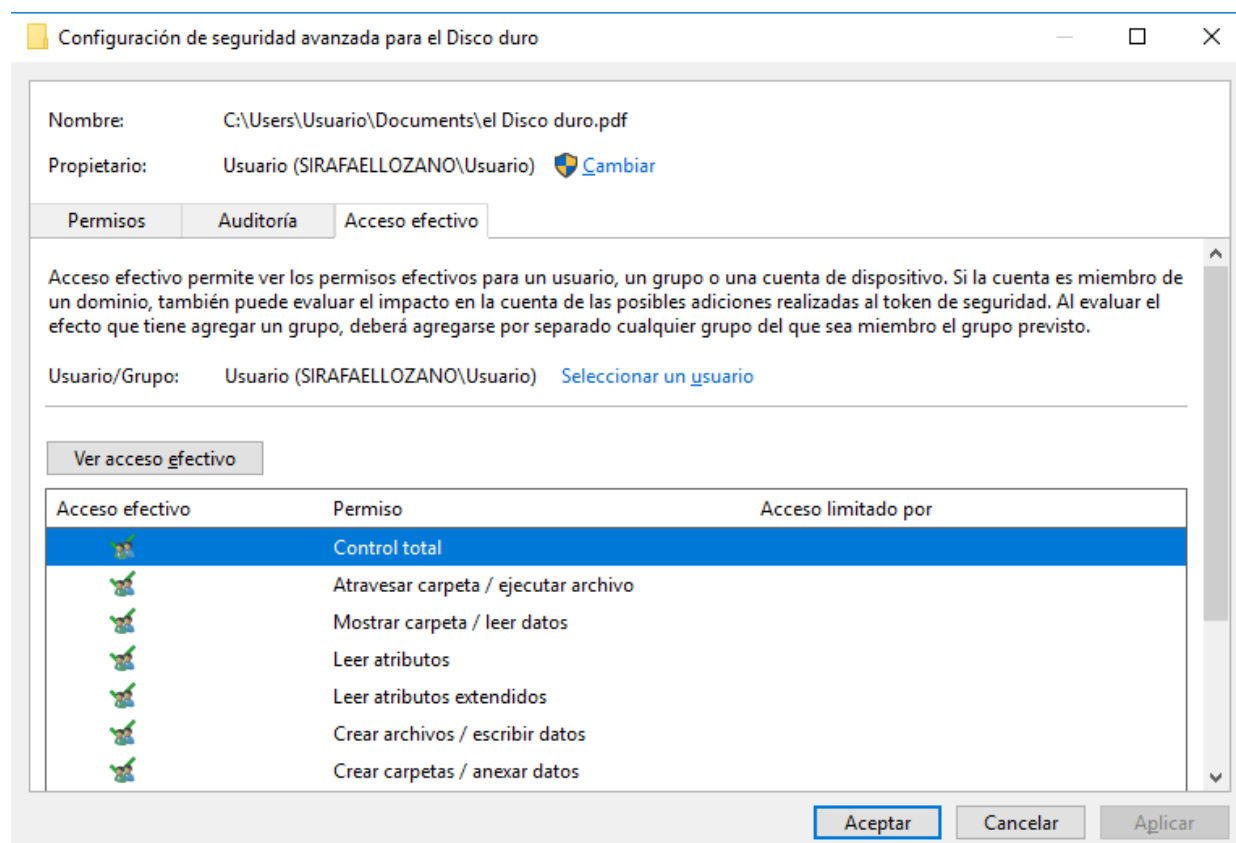 Configuración de seguridad avanzada para el Disco duro
Nombre: C:\Users\Usuario\Documents\el Disco duro.pdf
Propietario: Usuario (SIRAFAELLOZANO\Usuario) Cambiar
Permisos Auditoría Acceso efectivo
Acceso efectivo permite ver los permisos efectivos para un usuario, un grupo o una cuenta de dispositivo. Si la cuenta es miembro de
un dominio, también puede evaluar el impacto en la cuenta de las posibles adiciones realizadas al token de seguridad. Al evaluar el
efecto que tiene agregar un grupo, deberá agregarse por separado cualquier grupo del que sea miembro el grupo previsto.
Usuario/Grupo: Usuario (SIRAFAELLOZANO\Usuario) Seleccionar un usuario
Ver acceso efectivo
Acceso efectivo Permiso Acceso limitado por
Control total
Atravesar carpeta / ejecutar archivo
Mostrar carpeta / leer datos
Leer atributos
Leer atributos extendidos
Crear archivos / escribir datos
Crear carpetas / anexar datos
Aceptar Cancelar Aplicar